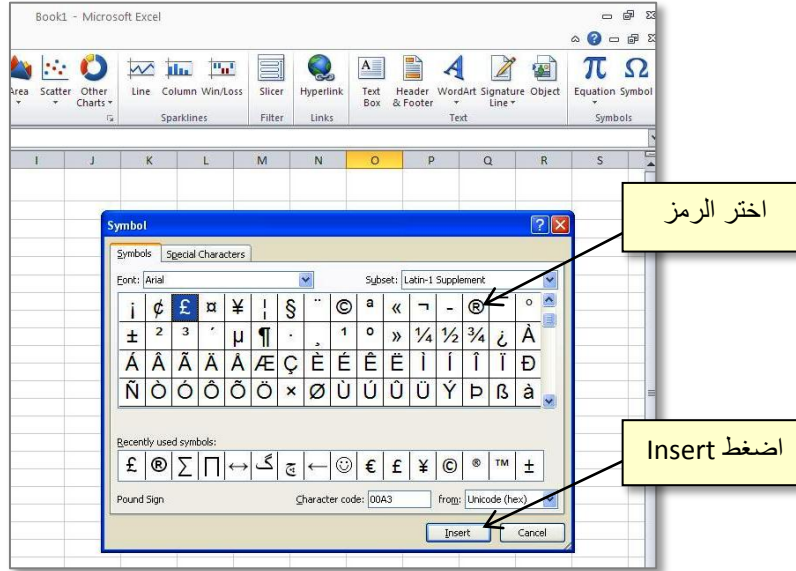 Book1 - Microsoft Excel
Area Scatter Other Charts Line Column Win/Loss Slicer Hyperlink Text Box Header & Footer WordArt Signature Line Object Equation Symbol
Sparklines Filter Links Text Symbols
I J K L M N O P Q R S
Symbol
Symbols Special Characters
Font: Arial Subset: Latin-1 Supplement
¡ ¢ £ ¤ ¥ ¦ § ¨ © ª « ¬ - ® ¯ °
± ² ³ ´ µ ¶ · ¸ ¹ º » ¼ ½ ¾ ¿ À
Á Â Ã Ä Å Æ Ç È É Ê Ë Ì Í Î Ï Ð
Ñ Ò Ó Ô Õ Ö × Ø Ù Ú Û Ü Ý Þ ß à
Recently used symbols:
£ ® ∑ ∏ ↔ گ چ ← ☺ € £ ¥ © ® ™ ±
Pound Sign Character code: 00A3 from: Unicode (hex)
Insert Cancel
اختر الرمز
اضغط Insert